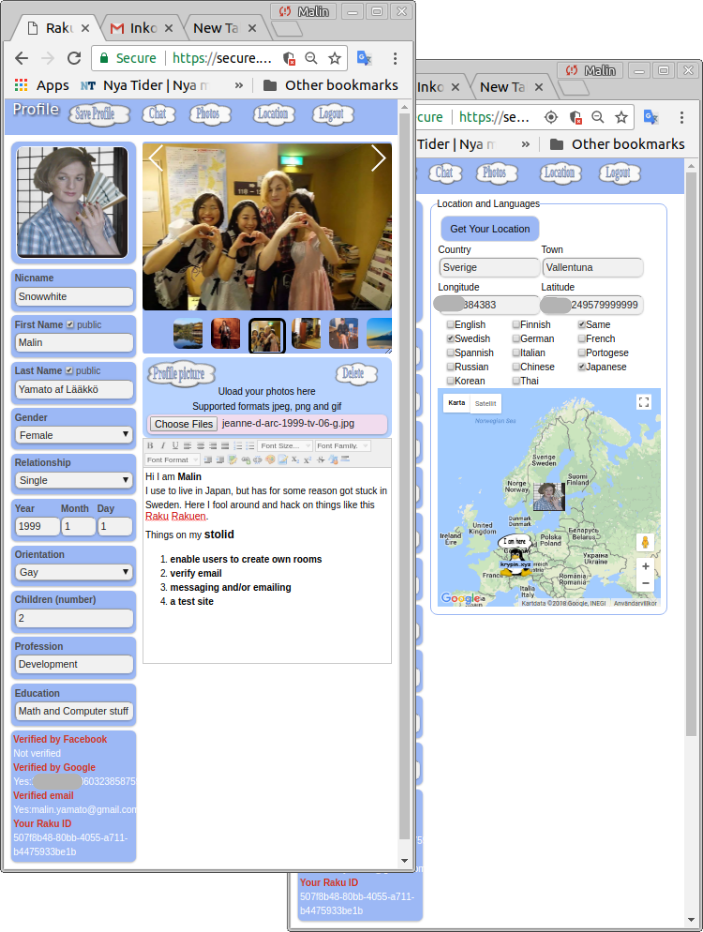 Malin
Raku
Inko
New Tab
Secure
https://secure....
Apps
NT Nya Tider | Nya
»
Other bookmarks
Profile
Save Profile
Chat
Photos
Location
Logout
Nicname
Snowwhite
First Name public
Malin
Last Name public
Yamato af Lääkkö
Gender
Female
Relationship
Single
Year Month Day
1999 1 1
Orientation
Gay
Children (number)
2
Profession
Development
Education
Math and Computer stuff
Verified by Facebook
Not verified
Verified by Google
Yes:
6032385875
Verified email
Yes:malin.yamato@gmail.com
Your Raku ID
507f8b48-80bb-4055-a711-
b4475933be1b
Profile picture
Delete
Uload your photos here
Supported formats jpeg, png and gif
Choose Files jeanne-d-arc-1999-tv-06-g.jpg
B I U
Font Size...
Font Family.
Font Format
Hi I am Malin
I use to live in Japan, but has for some reason got stuck in
Sweden. Here I fool around and hack on things like this
Raku Rakuen.
Things on my stolid
1. enable users to create own rooms
2. verify email
3. messaging and/or emailing
4. a test site
Malin
Inko
New Ta
cure
https://se...
Tider | Nya m
»
Other bookmarks
Chat
Photos
Location
Logout
Location and Languages
Get Your Location
Country Town
Sverige Vallentuna
Longitude Latitude
384383 249579999999
English Finnish Same
Swedish German French
Spannish Italian Portogese
Russian Chinese Japanese
Korean Thai
Karta Satellit
Norwegian Sea
Sverige
Sweden
Suomi
Finland
Norge
Norway
Danmark
Denmark
United
Kingdom
Ireland
Éire
I am here
Polska
Poland
Беларусь
Belarus
Україна
Ukraine
France
România
Romania
Italia
Italy
Google
Kartdata ©2018 Google, INEGI
Användarvillkor
Your Raku ID
507f8b48-80bb-4055-a711-
b4475933be1b